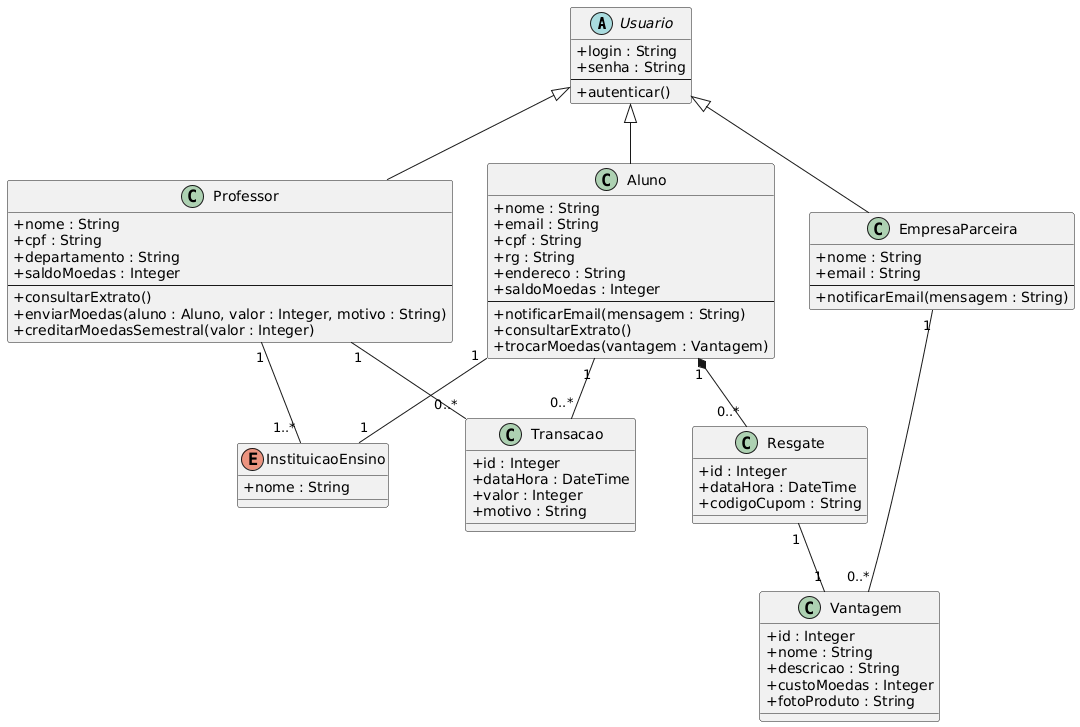 A Usuario
+login : String
+senha : String
+autenticar()
C Professor
+nome : String
+cpf : String
+departamento : String
+saldoMoedas : Integer
+consultarExtrato()
+enviarMoedas(aluno : Aluno, valor : Integer, motivo : String)
+creditarMoedasSemestral(valor : Integer)
C Aluno
+nome : String
+email : String
+cpf : String
+rg : String
+endereco : String
+saldoMoedas : Integer
+notificarEmail(mensagem : String)
+consultarExtrato()
+trocarMoedas(vantagem : Vantagem)
C EmpresaParceira
+nome : String
+email : String
+notificarEmail(mensagem : String)
1
1
1
1
1
1
1..*
1
0..*
0..*
0..*
E InstituicaoEnsino
+nome : String
C Transacao
+id : Integer
+dataHora : DateTime
+valor : Integer
+motivo : String
C Resgate
+id : Integer
+dataHora : DateTime
+codigoCupom : String
1
1
0..*
C Vantagem
+id : Integer
+nome : String
+descricao : String
+custoMoedas : Integer
+fotoProduto : String